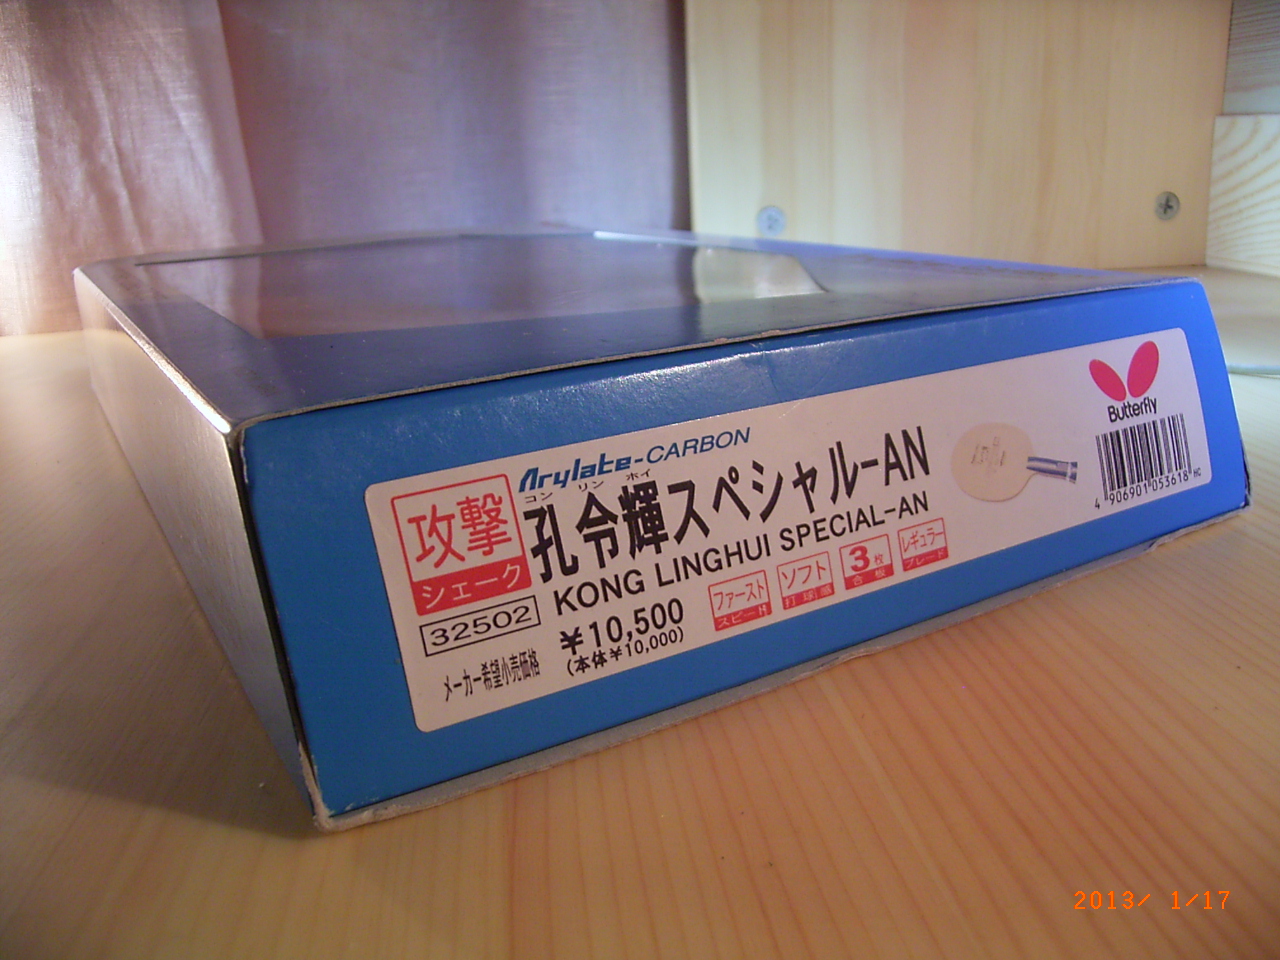 Arylate-CARBON
攻撃
シェーク
32502
メーカー希望小売価格
コン リン ホイ
孔令輝スペシャル-AN
KONG LINGHUI SPECIAL-AN
¥10,500
(本体¥10,000)
ファースト
スピード
ソフト
打球感
3枚
合板
レギュラー
ブレード
Butterfly
4 906901 053618 HC
2013/ 1/17